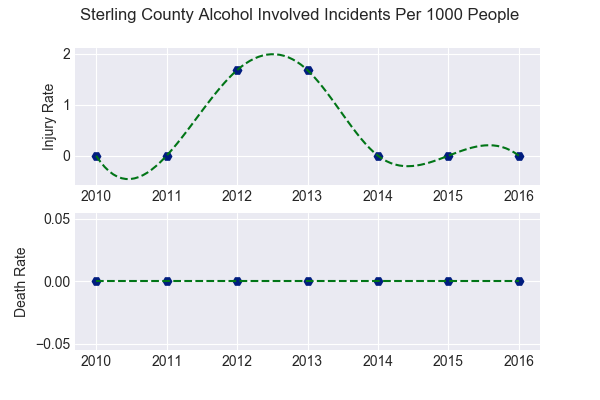 Sterling County Alcohol Involved Incidents Per 1000 People
2
1
0
Injury Rate
2010 2011 2012 2013 2014 2015 2016
0.05
0.00
−0.05
Death Rate
2010 2011 2012 2013 2014 2015 2016